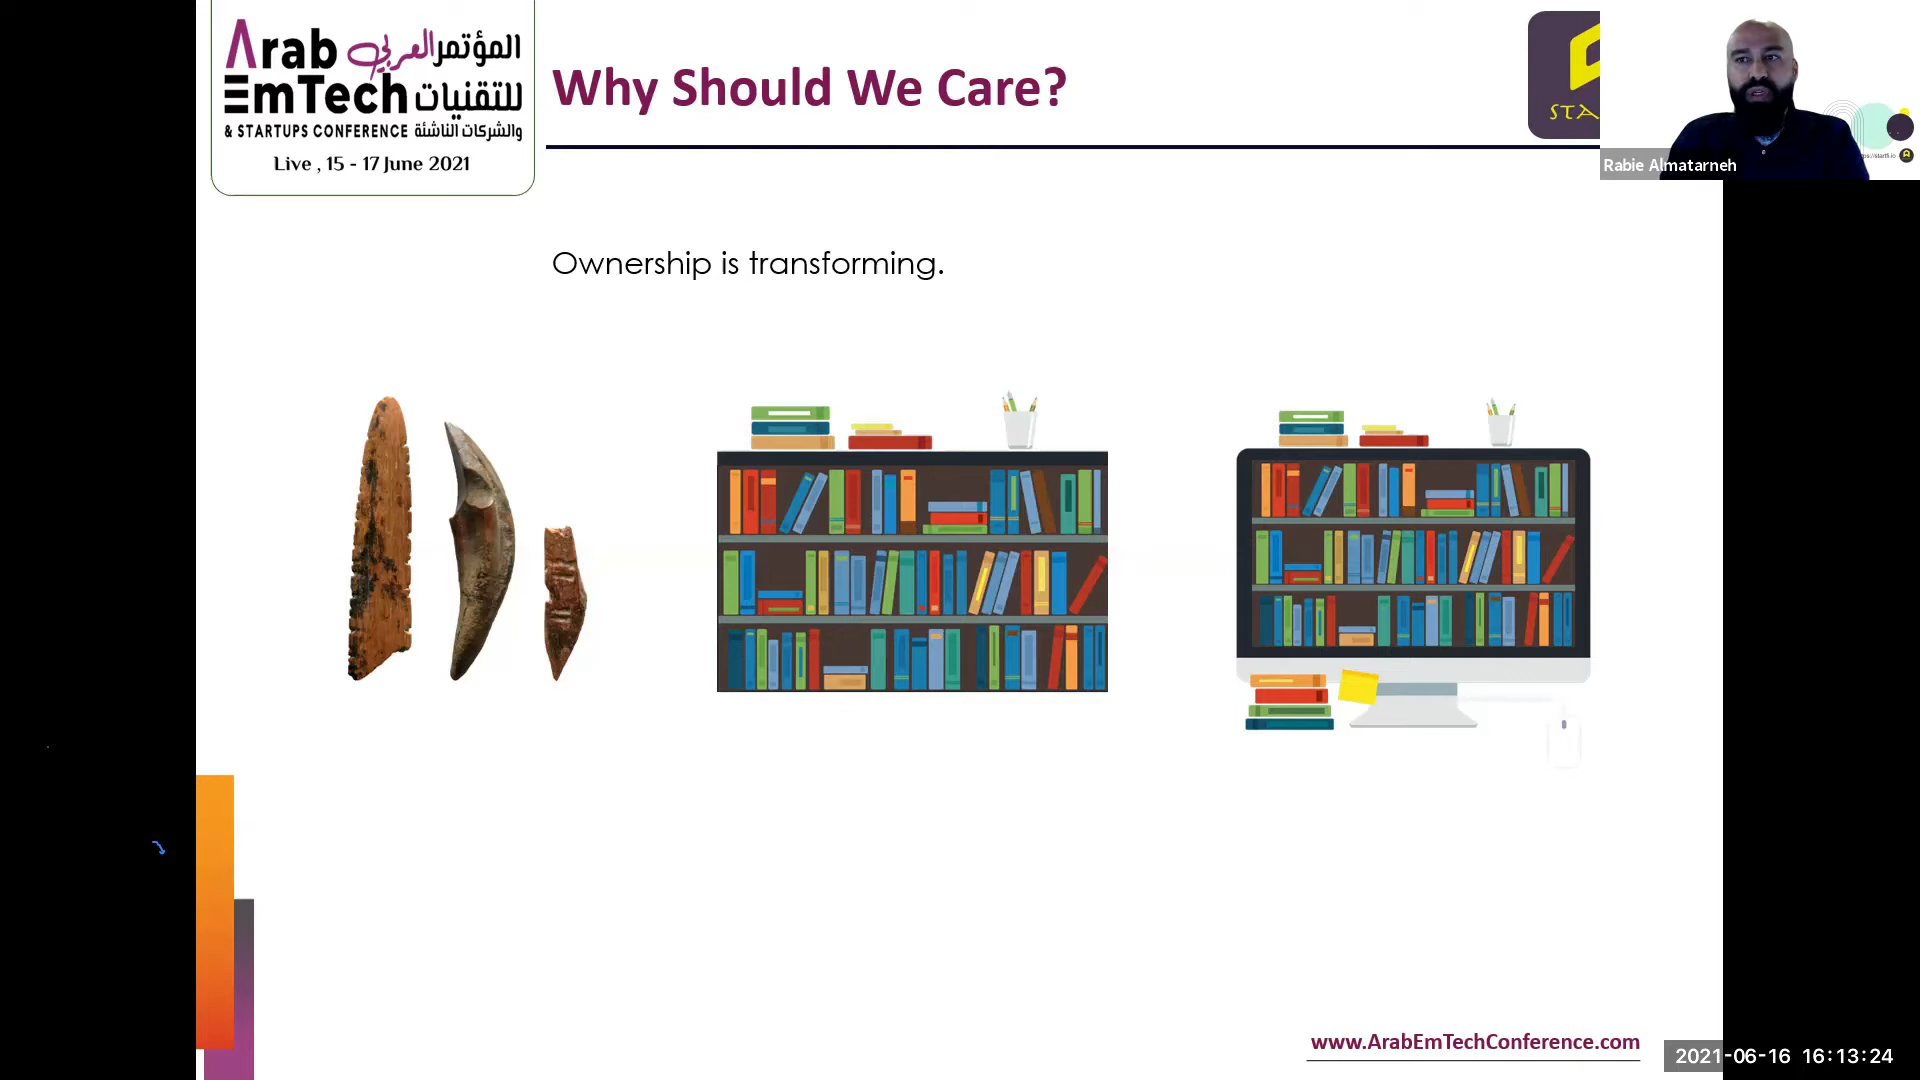 Arab المؤتمر العربي
EmTech للتقنيات
& STARTUPS CONFERENCE والشركات الناشئة
Live , 15 - 17 June 2021
Why Should We Care?
Rabie Almatarneh
Ownership is transforming.
www.ArabEmTechConference.com
2021-06-16 16:13:24